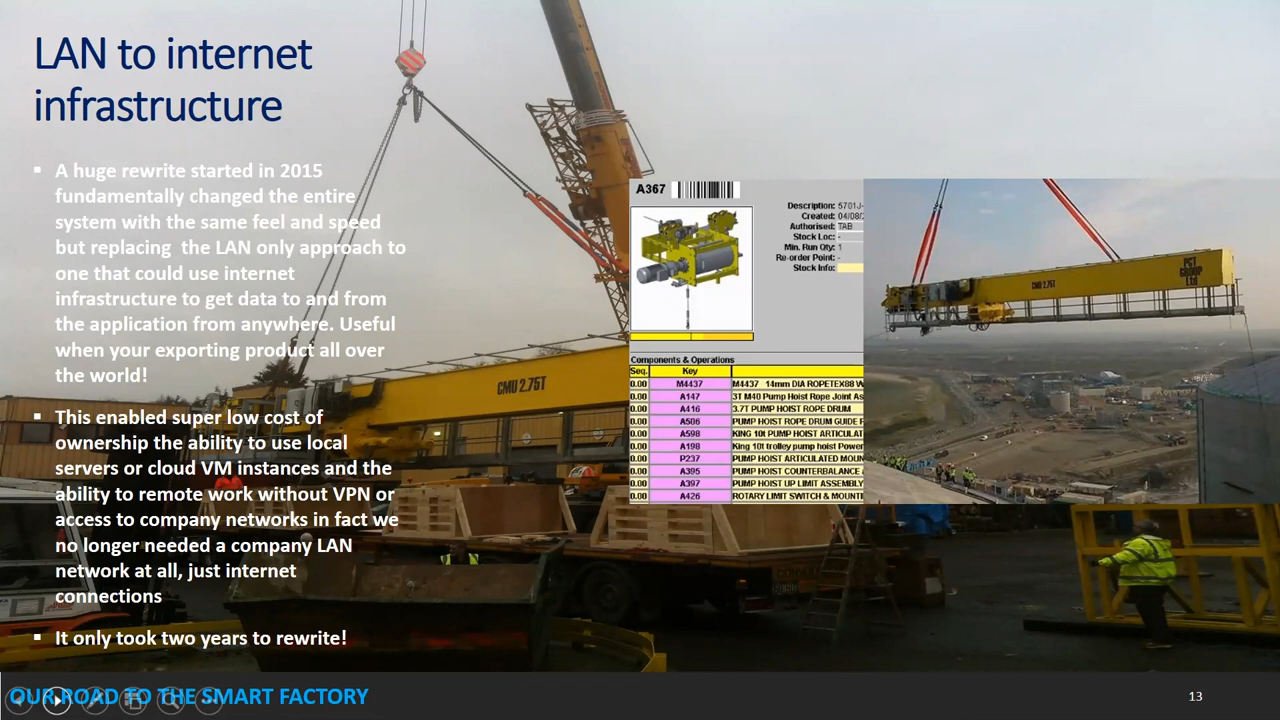 LAN to internet
infrastructure
▪ A huge rewrite started in 2015
fundamentally changed the entire
system with the same feel and speed
but replacing the LAN only approach to
one that could use internet
infrastructure to get data to and from
the application from anywhere. Useful
when your exporting product all over
the world!
▪ This enabled super low cost of
ownership the ability to use local
servers or cloud VM instances and the
ability to remote work without VPN or
access to company networks in fact we
no longer needed a company LAN
network at all, just internet
connections
▪ It only took two years to rewrite!
CMU 2.75T
A367
Description: 5701J-
Created: 04/08/
Authorised: TAB
Stock Loc: -
Min. Run Qty: 1
Re-order Point: -
Stock Info:
Components & Operations
Seq. Key
0.00 M4437 M4437 14mm DIA ROPETEX88 W
0.00 A147 3T M40 Pump Hoist Rope Joint As
0.00 A416 3.7T PUMP HOIST ROPE DRUM
0.00 A506 PUMP HOIST ROPE DRUM GUIDE
0.00 A598 KING 10t PUMP HOIST ARTICULAT
0.00 A198 King 10t trolley pump hoist Power
0.00 P237 PUMP HOIST ARTICULATED MOUN
0.00 A395 PUMP HOIST COUNTERBALANCE
0.00 A397 PUMP HOIST UP LIMIT ASSEMBLY
0.00 A426 ROTARY LIMIT SWITCH & MOUNTI
CMU 2.75T
PCT
GROUP
Ltd
OUR ROAD TO THE SMART FACTORY
13